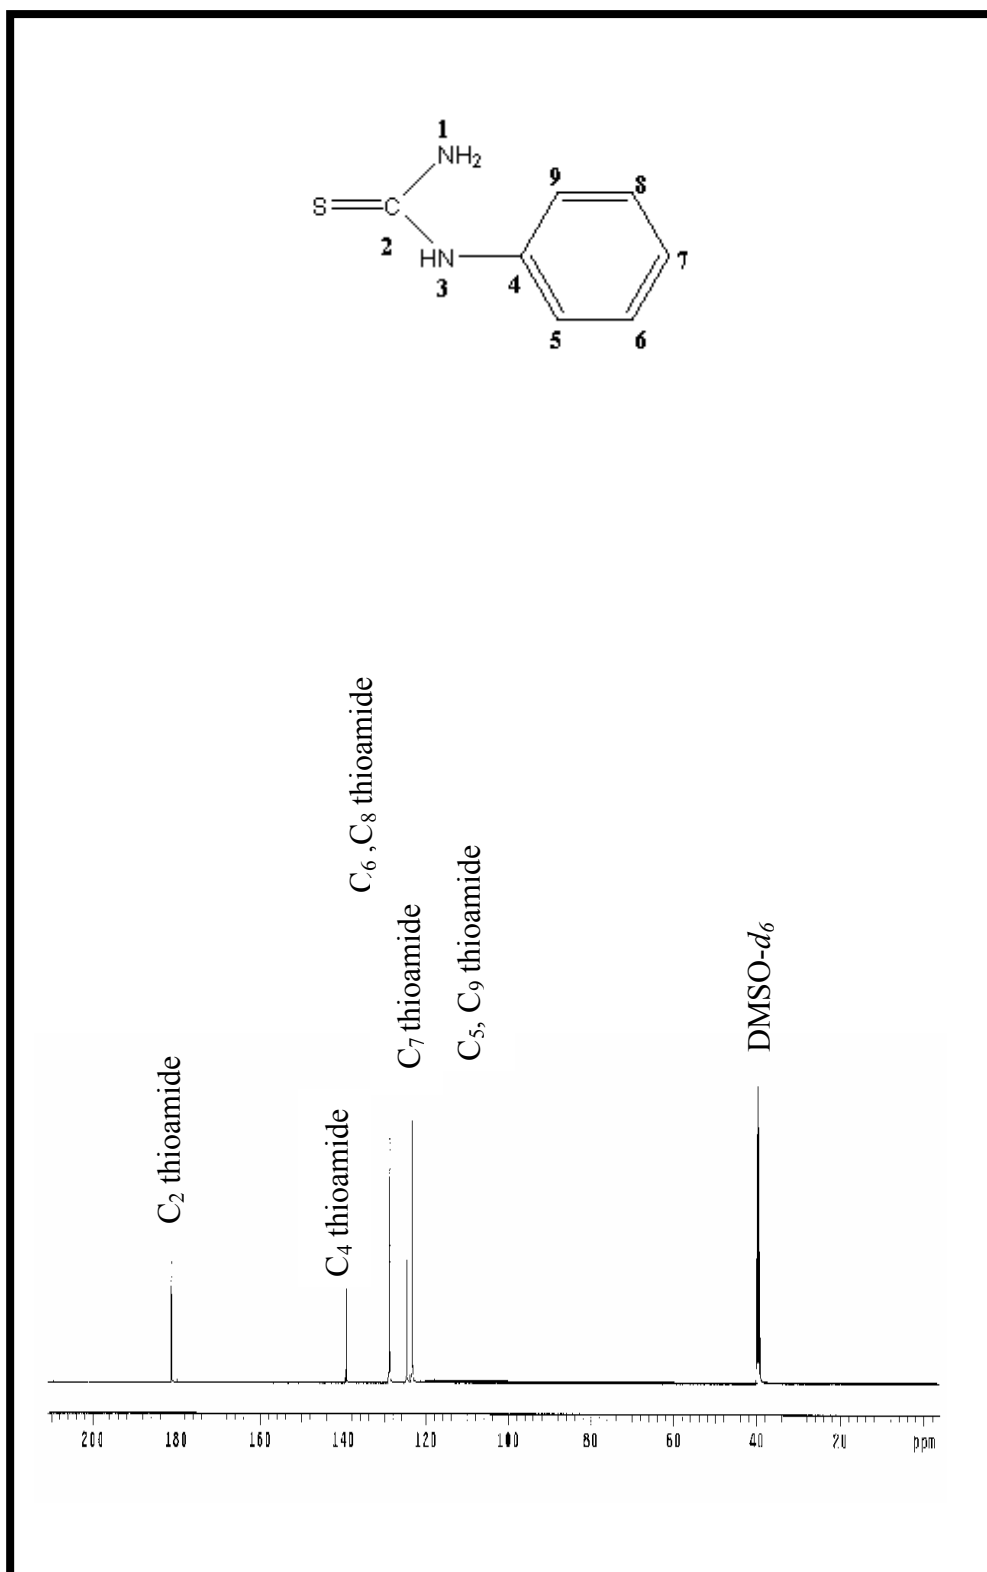 1
NH₂
9
8
S
C
2
HN
3
4
7
5
6
C₆ ,C₈ thioamide
C₇ thioamide
C₅, C₉ thioamide
DMSO-d₆
C₂ thioamide
C₄ thioamide
200 180 160 140 120 100 80 60 40 20 ppm